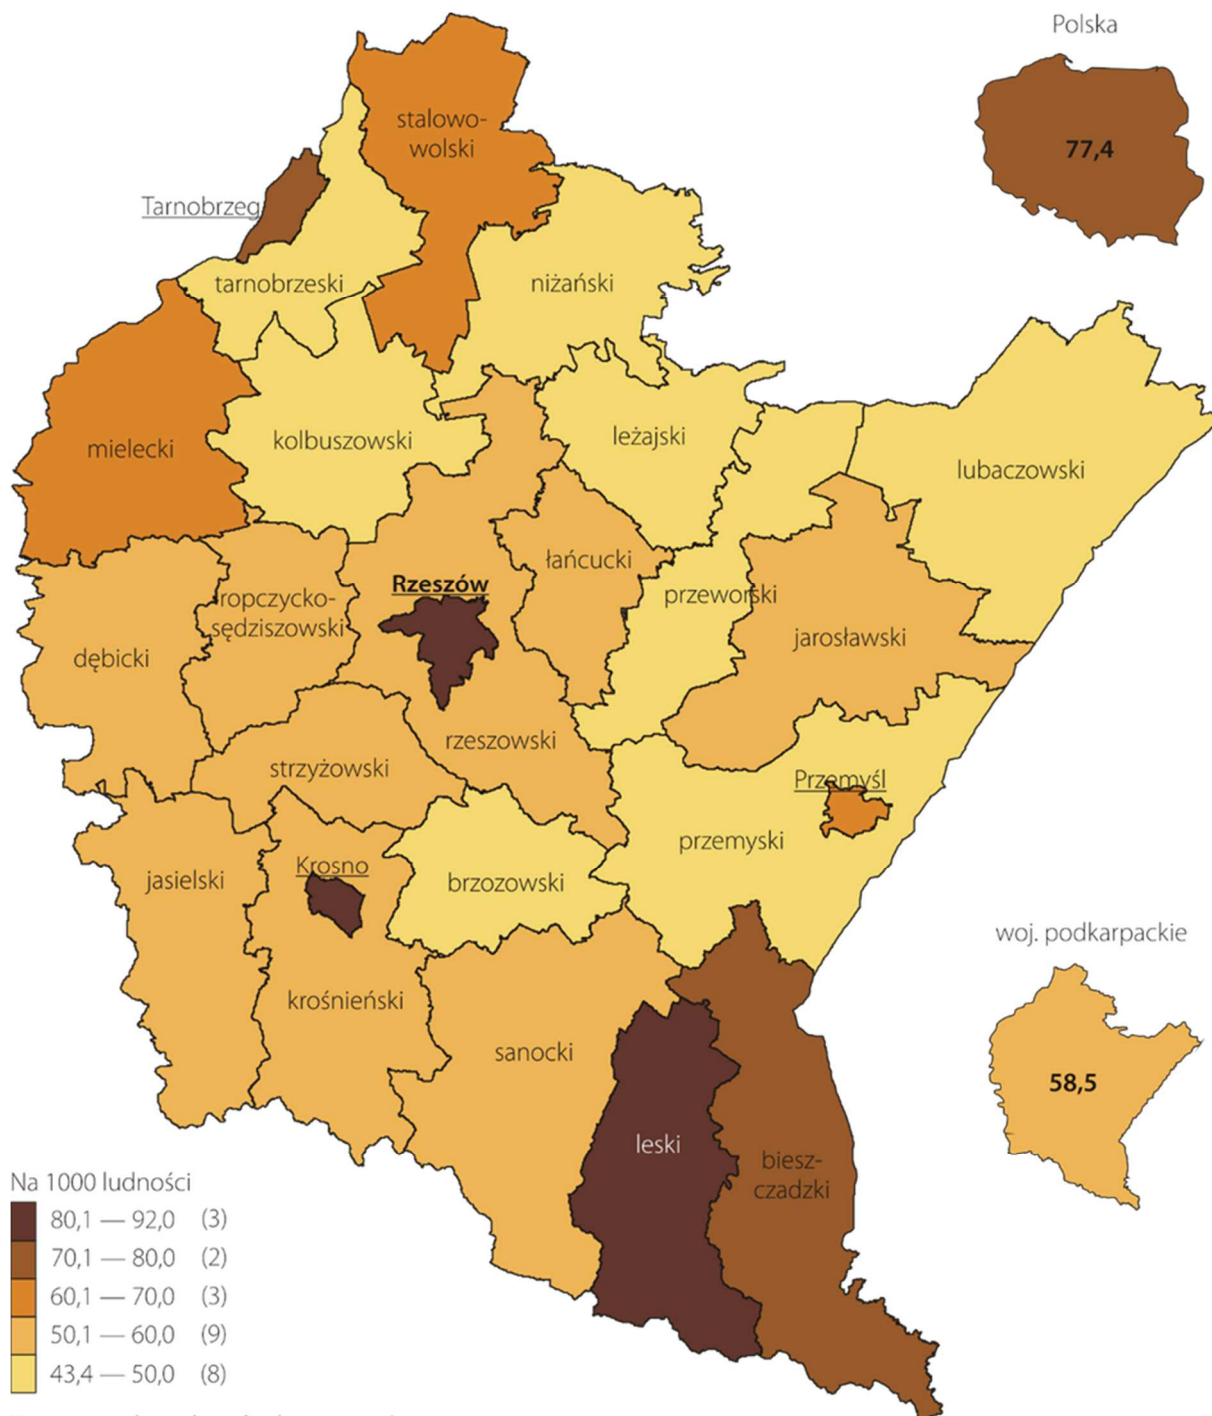 Polska
77,4
stalowo-
wolski
Tarnobrzeg
tarnobrzeski
niżański
mielecki
kolbuszowski
leżajski
lubaczowski
łańcucki
Rzeszów
ropczycko-
sędziszowski
przeworski
jarosławski
dębicki
rzeszowski
strzyżowski
Przemyśl
przemyski
Krosno
jasielski
brzozowski
woj. podkarpackie
58,5
krośnieński
sanocki
leski
biesz-
czadzki
Na 1000 ludności
80,1 — 92,0 (3)
70,1 — 80,0 (2)
60,1 — 70,0 (3)
50,1 — 60,0 (9)
43,4 — 50,0 (8)